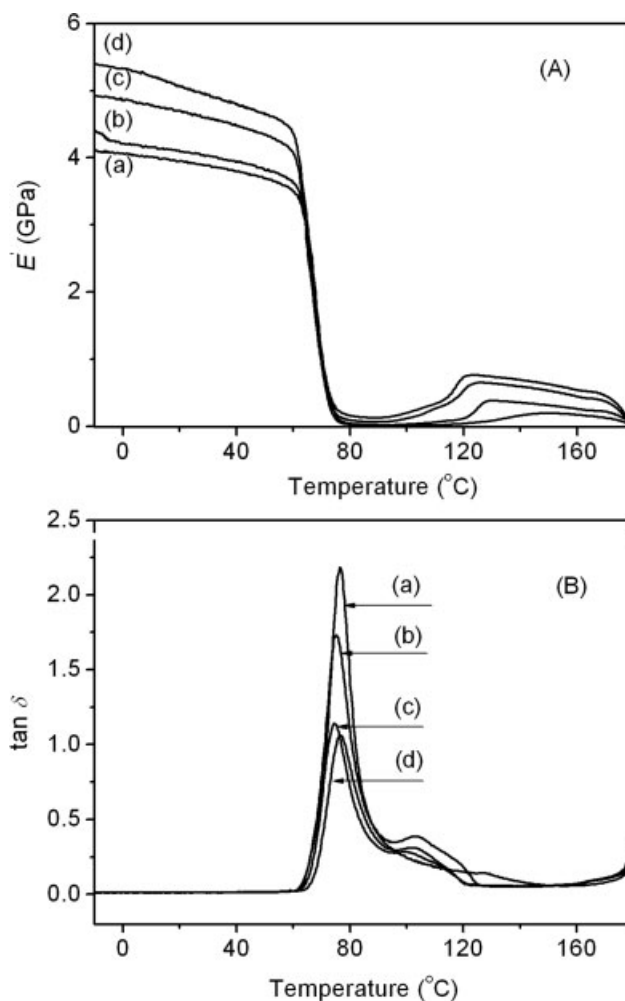 6
(d)
(A)
(c)
(b)
4
(a)
E' (GPa)
2
0
0 40 80 120 160
Temperature (°C)
2.5
(B)
(a)
2.0
(b)
1.5
tan δ
(c)
1.0
(d)
0.5
0.0
0 40 80 120 160
Temperature (°C)